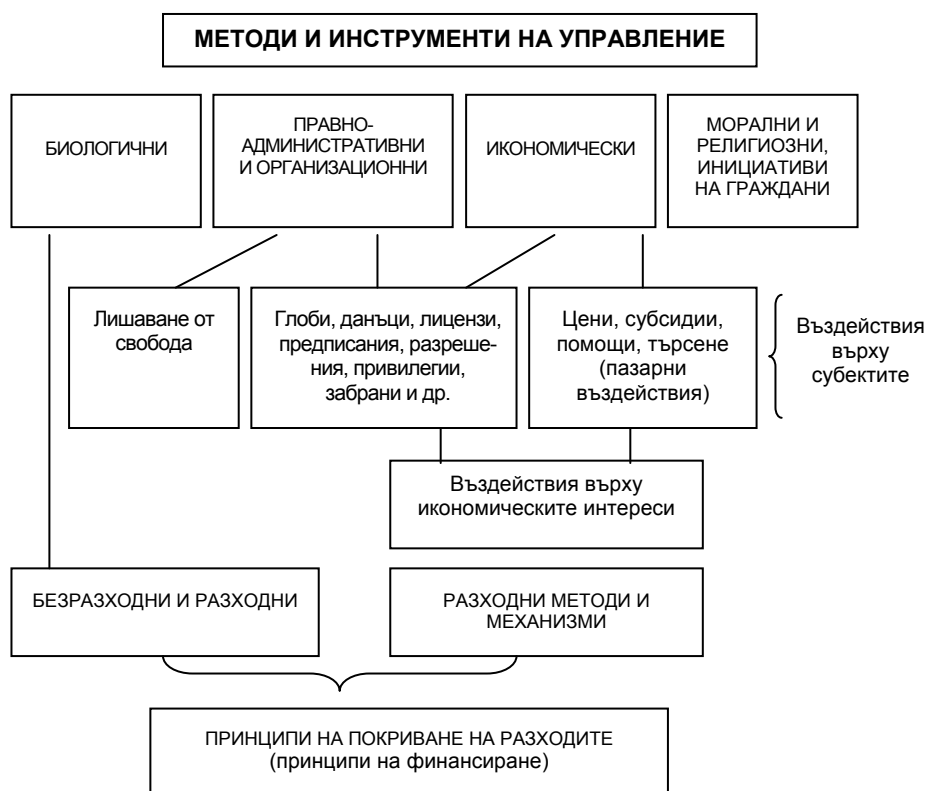 МЕТОДИ И ИНСТРУМЕНТИ НА УПРАВЛЕНИЕ
БИОЛОГИЧНИ
ПРАВНО-
АДМИНИСТРАТИВНИ
И ОРГАНИЗАЦИОННИ
ИКОНОМИЧЕСКИ
МОРАЛНИ И
РЕЛИГИОЗНИ,
ИНИЦИАТИВИ
НА ГРАЖДАНИ
Лишаване от
свобода
Глоби, данъци, лицензи,
предписания, разреше-
ния, привилегии,
забрани и др.
Цени, субсидии,
помощи, търсене
(пазарни
въздействия)
Въздействия
върху
субектите
Въздействия върху
икономическите интереси
БЕЗРАЗХОДНИ И РАЗХОДНИ
РАЗХОДНИ МЕТОДИ И
МЕХАНИЗМИ
ПРИНЦИПИ НА ПОКРИВАНЕ НА РАЗХОДИТЕ
(принципи на финансиране)